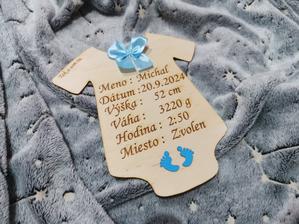 Meno : Michal
Dátum :20.9.2024
Výška : 52 cm
Váha : 3220 g
Hodina : 2:50
Miesto : Zvolen